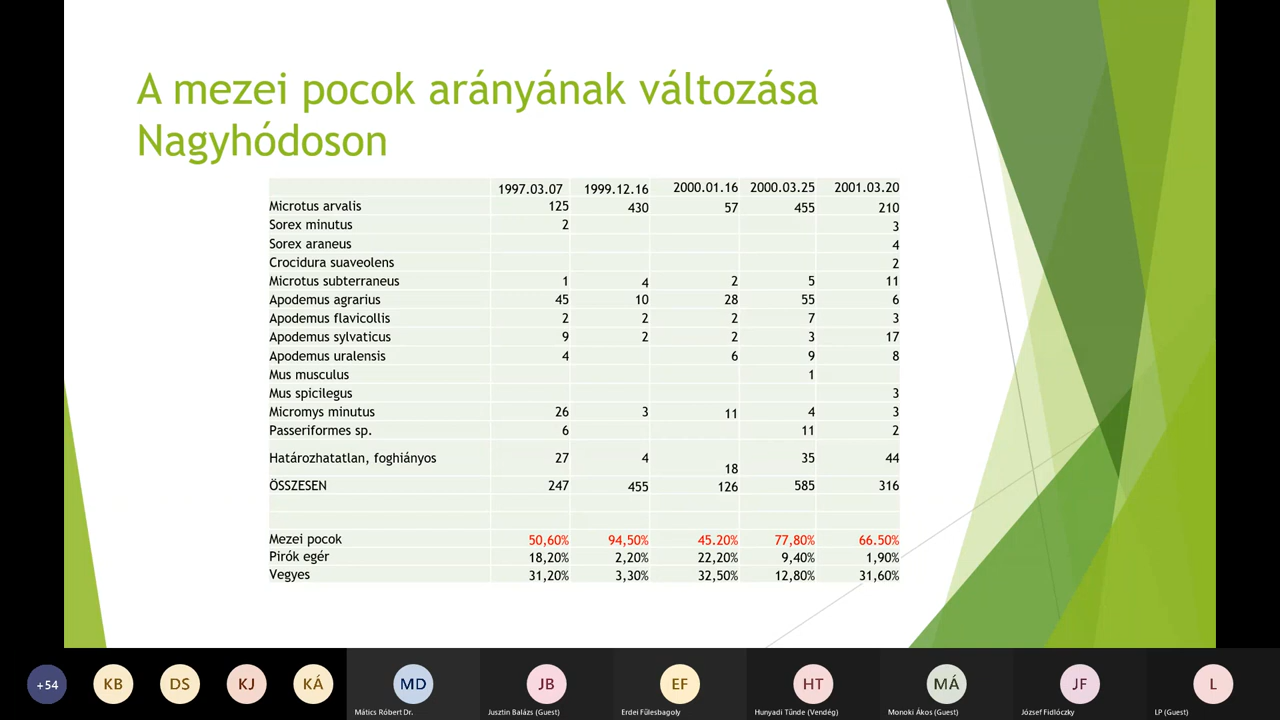 A mezei pocok arányának változása
Nagyhódoson
1997.03.07 1999.12.16 2000.01.16 2000.03.25 2001.03.20
Microtus arvalis 125 430 57 455 210
Sorex minutus 2 3
Sorex araneus 4
Crocidura suaveolens 2
Microtus subterraneus 1 4 2 5 11
Apodemus agrarius 45 10 28 55 6
Apodemus flavicollis 2 2 2 7 3
Apodemus sylvaticus 9 2 2 3 17
Apodemus uralensis 4 6 9 8
Mus musculus 1
Mus spicilegus 3
Micromys minutus 26 3 11 4 3
Passeriformes sp. 6 11 2
Határozhatatlan, foghiányos 27 4 18 35 44
ÖSSZESEN 247 455 126 585 316
Mezei pocok 50,60% 94,50% 45.20% 77,80% 66.50%
Pirók egér 18,20% 2,20% 22,20% 9,40% 1,90%
Vegyes 31,20% 3,30% 32,50% 12,80% 31,60%
+54 KB DS KJ KÁ MD JB EF HT MÁ JF L
Mátics Róbert Dr. Jusztin Balázs (Guest) Erdei Fülesbagoly Hunyadi Tünde (Vendég) Monoki Ákos (Guest) József Fidlóczky LP (Guest)